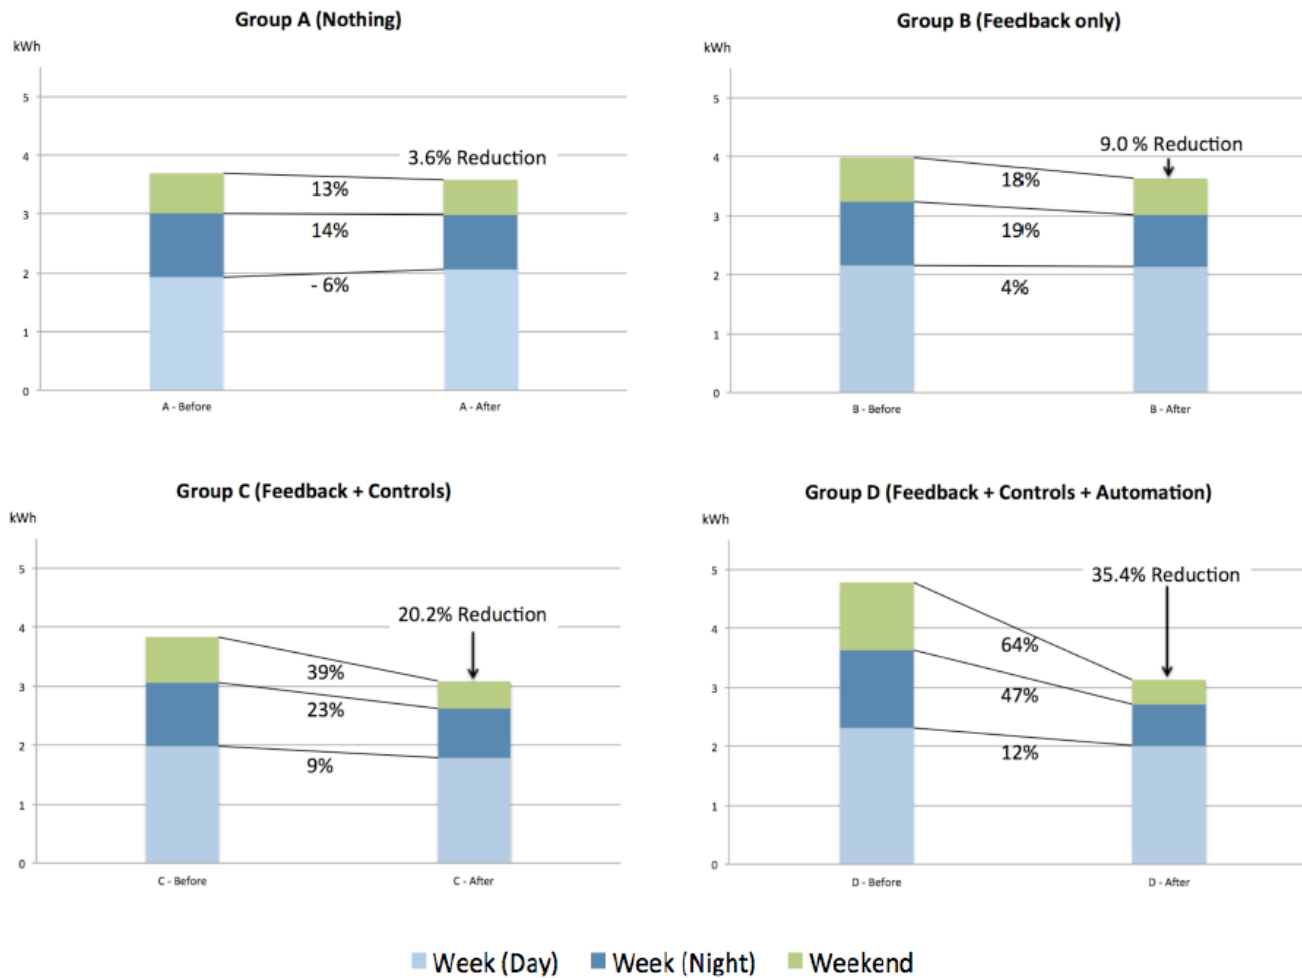 Group A (Nothing)
kWh
5
4
3
2
1
0
3.6% Reduction
13%
14%
- 6%
A - Before
A - After
Group B (Feedback only)
kWh
5
4
3
2
1
0
9.0 % Reduction
18%
19%
4%
B - Before
B - After
Group C (Feedback + Controls)
kWh
5
4
3
2
1
0
20.2% Reduction
39%
23%
9%
C - Before
C - After
Group D (Feedback + Controls + Automation)
kWh
5
4
3
2
1
0
35.4% Reduction
64%
47%
12%
D - Before
D - After
Week (Day) Week (Night) Weekend